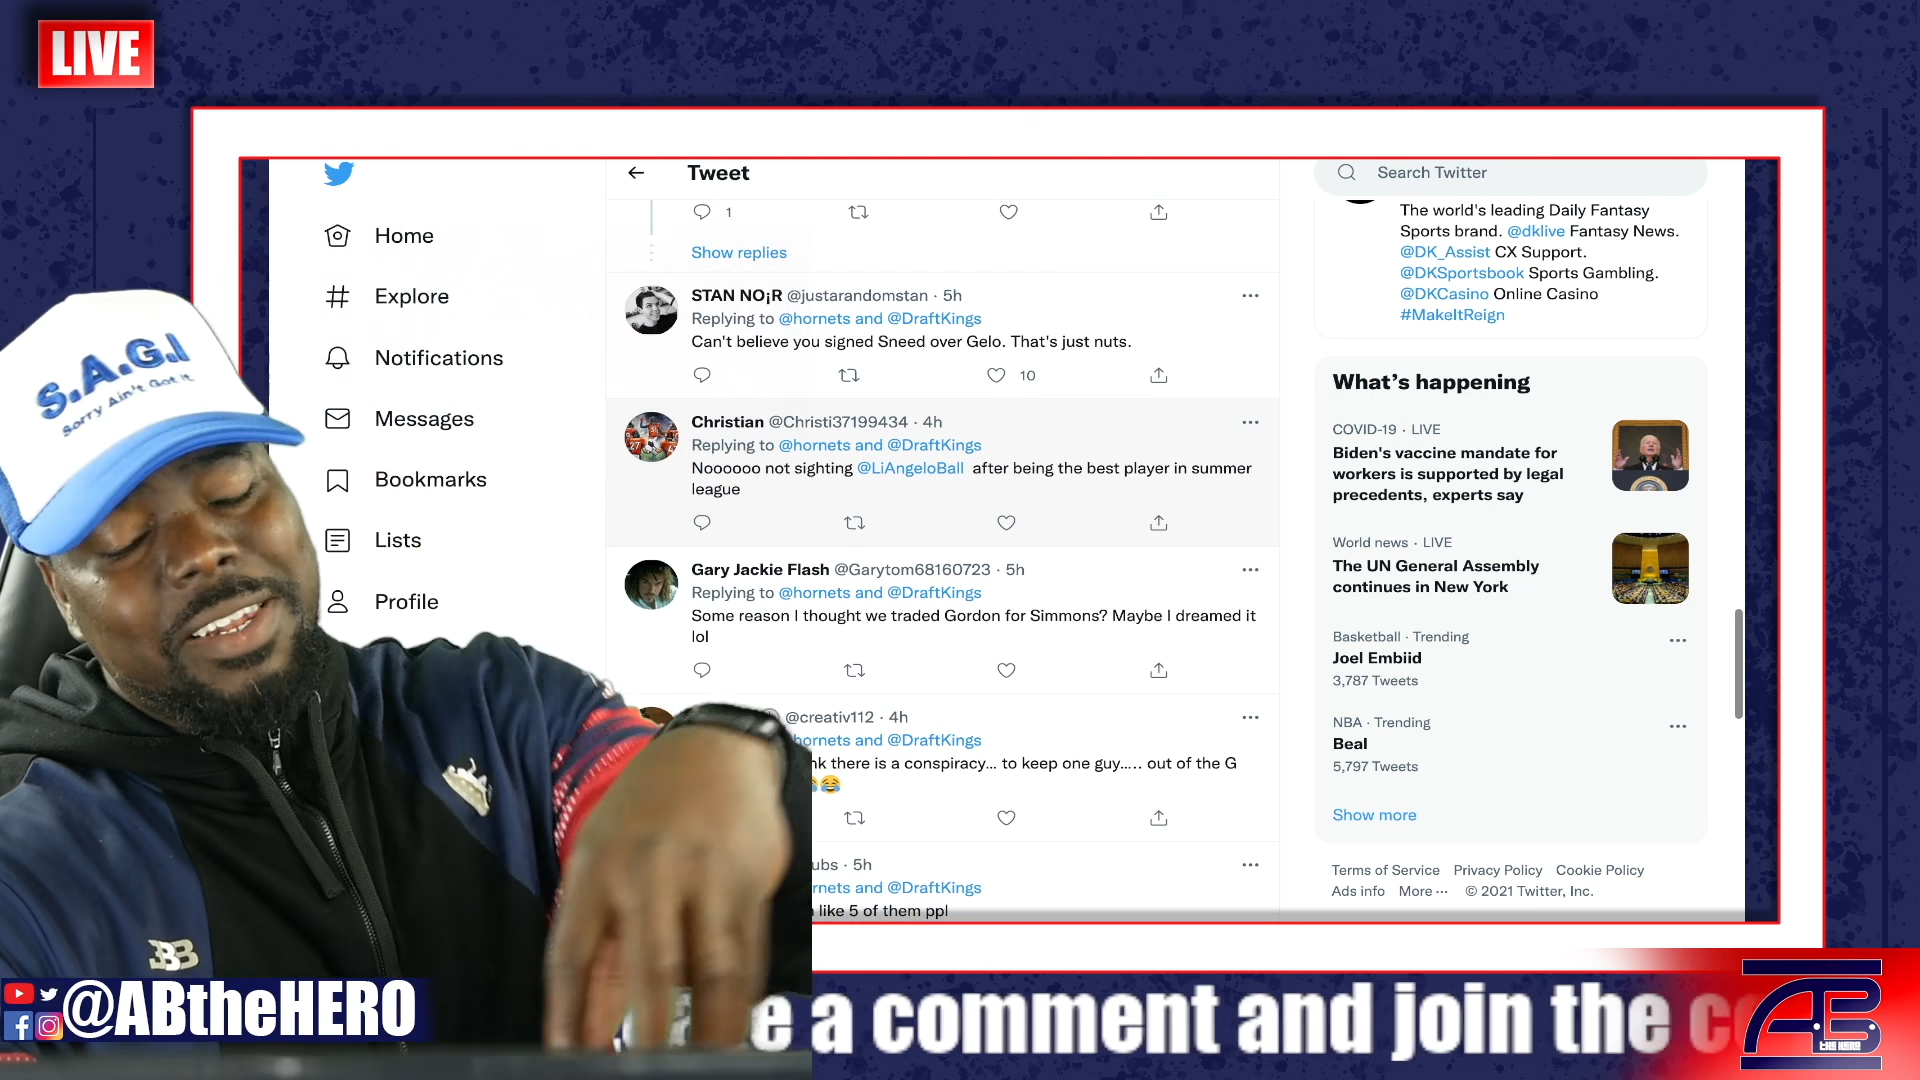 LIVE
Tweet
Search Twitter
Home
Explore
Notifications
Messages
Bookmarks
Lists
Profile
1
Show replies
STAN NO¡R @justarandomstan · 5h
Replying to @hornets and @DraftKings
Can't believe you signed Sneed over Gelo. That's just nuts.
10
Christian @Christi37199434 · 4h
Replying to @hornets and @DraftKings
Noooooo not sighting @LiAngeloBall after being the best player in summer
league
Gary Jackie Flash @Garytom68160723 · 5h
Replying to @hornets and @DraftKings
Some reason I thought we traded Gordon for Simmons? Maybe I dreamed it
lol
@creativ112 · 4h
hornets and @DraftKings
nk there is a conspiracy... to keep one guy..... out of the G
😂
ubs · 5h
rnets and @DraftKings
like 5 of them ppl
The world's leading Daily Fantasy
Sports brand. @dklive Fantasy News.
@DK_Assist CX Support.
@DKSportsbook Sports Gambling.
@DKCasino Online Casino
#MakeItReign
What's happening
COVID-19 · LIVE
Biden's vaccine mandate for
workers is supported by legal
precedents, experts say
World news · LIVE
The UN General Assembly
continues in New York
Basketball · Trending
Joel Embiid
3,787 Tweets
NBA · Trending
Beal
5,797 Tweets
Show more
Terms of Service Privacy Policy Cookie Policy
Ads info More ··· © 2021 Twitter, Inc.
S.A.G.I
Sorry Ain't Got It
BBB
@ABtheHERO
e a comment and join the c
AB
THE HERO